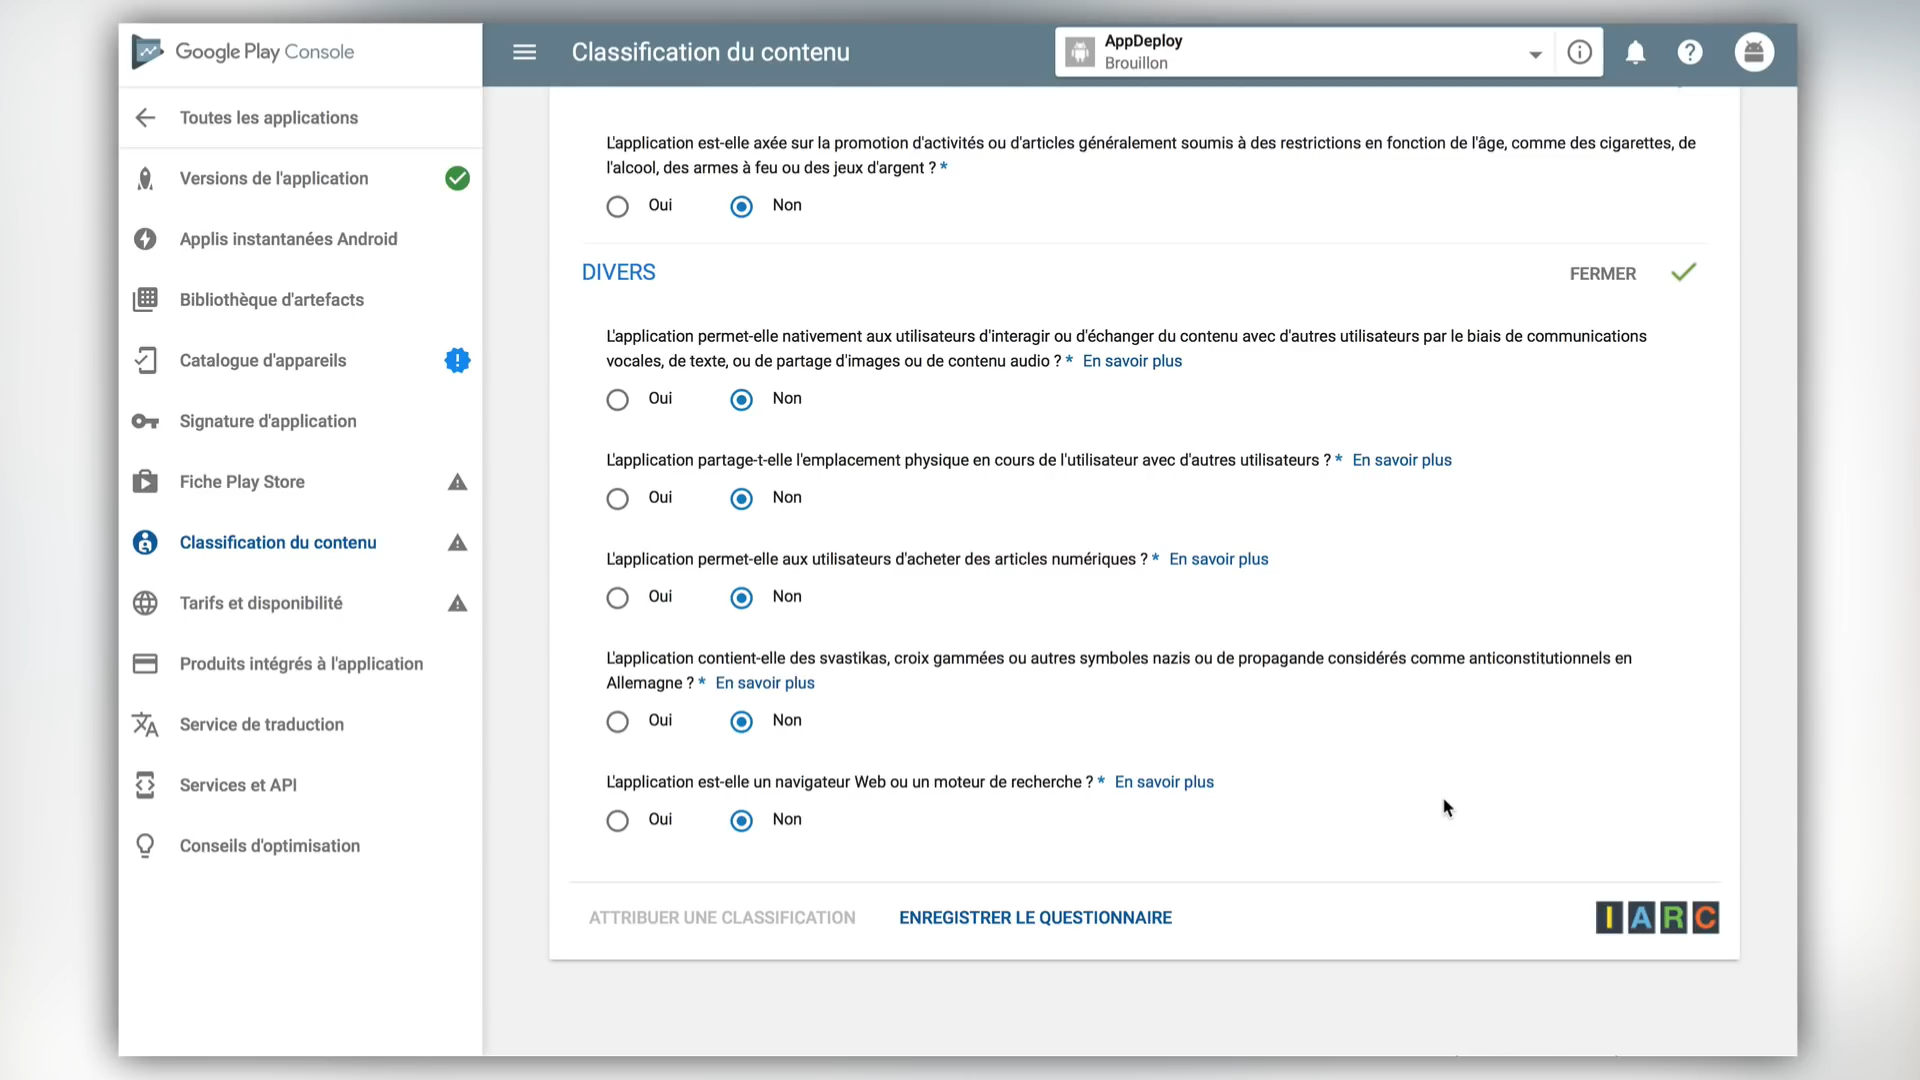 Google Play Console
Classification du contenu
AppDeploy
Brouillon
Toutes les applications
Versions de l'application
Applis instantanées Android
Bibliothèque d'artefacts
Catalogue d'appareils
Signature d'application
Fiche Play Store
Classification du contenu
Tarifs et disponibilité
Produits intégrés à l'application
Service de traduction
Services et API
Conseils d'optimisation
L'application est-elle axée sur la promotion d'activités ou d'articles généralement soumis à des restrictions en fonction de l'âge, comme des cigarettes, de
l'alcool, des armes à feu ou des jeux d'argent ? *
Oui Non
DIVERS FERMER
L'application permet-elle nativement aux utilisateurs d'interagir ou d'échanger du contenu avec d'autres utilisateurs par le biais de communications
vocales, de texte, ou de partage d'images ou de contenu audio ? * En savoir plus
Oui Non
L'application partage-t-elle l'emplacement physique en cours de l'utilisateur avec d'autres utilisateurs ? * En savoir plus
Oui Non
L'application permet-elle aux utilisateurs d'acheter des articles numériques ? * En savoir plus
Oui Non
L'application contient-elle des svastikas, croix gammées ou autres symboles nazis ou de propagande considérés comme anticonstitutionnels en
Allemagne ? * En savoir plus
Oui Non
L'application est-elle un navigateur Web ou un moteur de recherche ? * En savoir plus
Oui Non
ATTRIBUER UNE CLASSIFICATION ENREGISTRER LE QUESTIONNAIRE
IARC